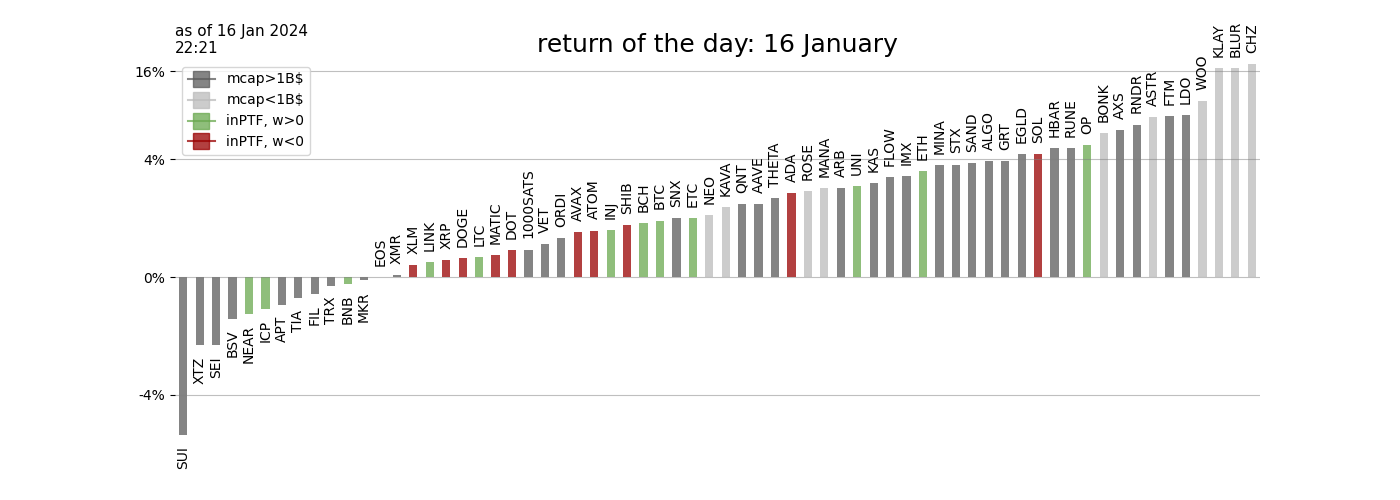 as of 16 Jan 2024
22:21
return of the day: 16 January
16%
4%
0%
-4%
mcap>1B$
mcap<1B$
inPTF, w>0
inPTF, w<0
SUI
XTZ
SEI
BSV
NEAR
ICP
APT
TIA
FIL
TRX
BNB
MKR
EOS
XMR
XLM
LINK
XRP
DOGE
LTC
MATIC
DOT
1000SATS
VET
ORDI
AVAX
ATOM
INJ
SHIB
BCH
BTC
SNX
ETC
NEO
KAVA
QNT
AAVE
THETA
ADA
ROSE
MANA
ARB
UNI
KAS
FLOW
IMX
ETH
MINA
STX
SAND
ALGO
GRT
EGLD
SOL
HBAR
RUNE
OP
BONK
AXS
RNDR
ASTR
FTM
LDO
WOO
KLAY
BLUR
CHZ